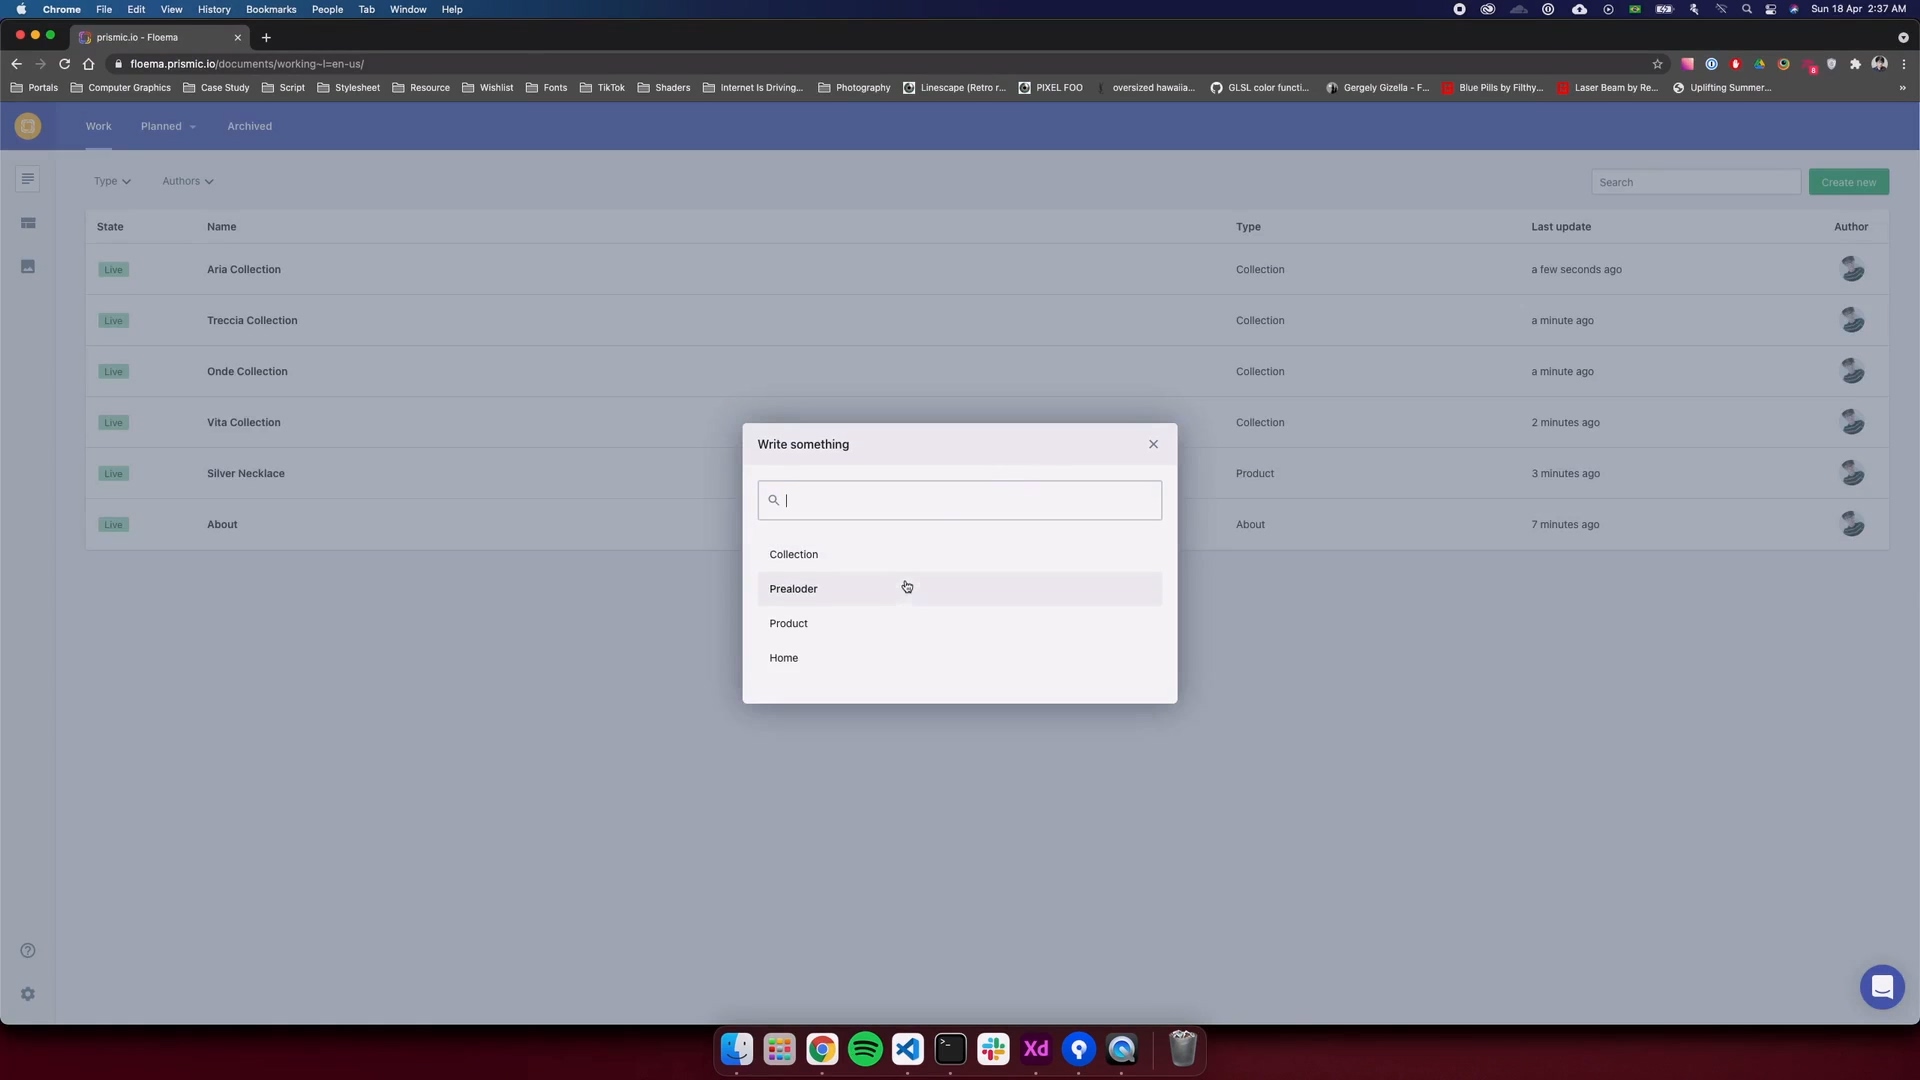 Chrome File Edit View History Bookmarks People Tab Window Help
Sun 18 Apr 2:37 AM
prismic.io - Floema
floema.prismic.io/documents/working~l=en-us/
8
Portals Computer Graphics Case Study Script Stylesheet Resource Wishlist Fonts TikTok Shaders Internet Is Driving... Photography Linescape (Retro r... PIXEL FOO oversized hawaiia... GLSL color functi... Gergely Gizella - F... Blue Pills by Filthy... Laser Beam by Re... Uplifting Summer... »
Work Planned Archived
Type Authors Search Create new
State Name Type Last update Author
Live Aria Collection Collection a few seconds ago
Live Treccia Collection Collection a minute ago
Live Onde Collection Collection a minute ago
Live Vita Collection Collection 2 minutes ago
Live Silver Necklace Product 3 minutes ago
Live About About 7 minutes ago
Write something
Collection
Prealoder
Product
Home
Xd